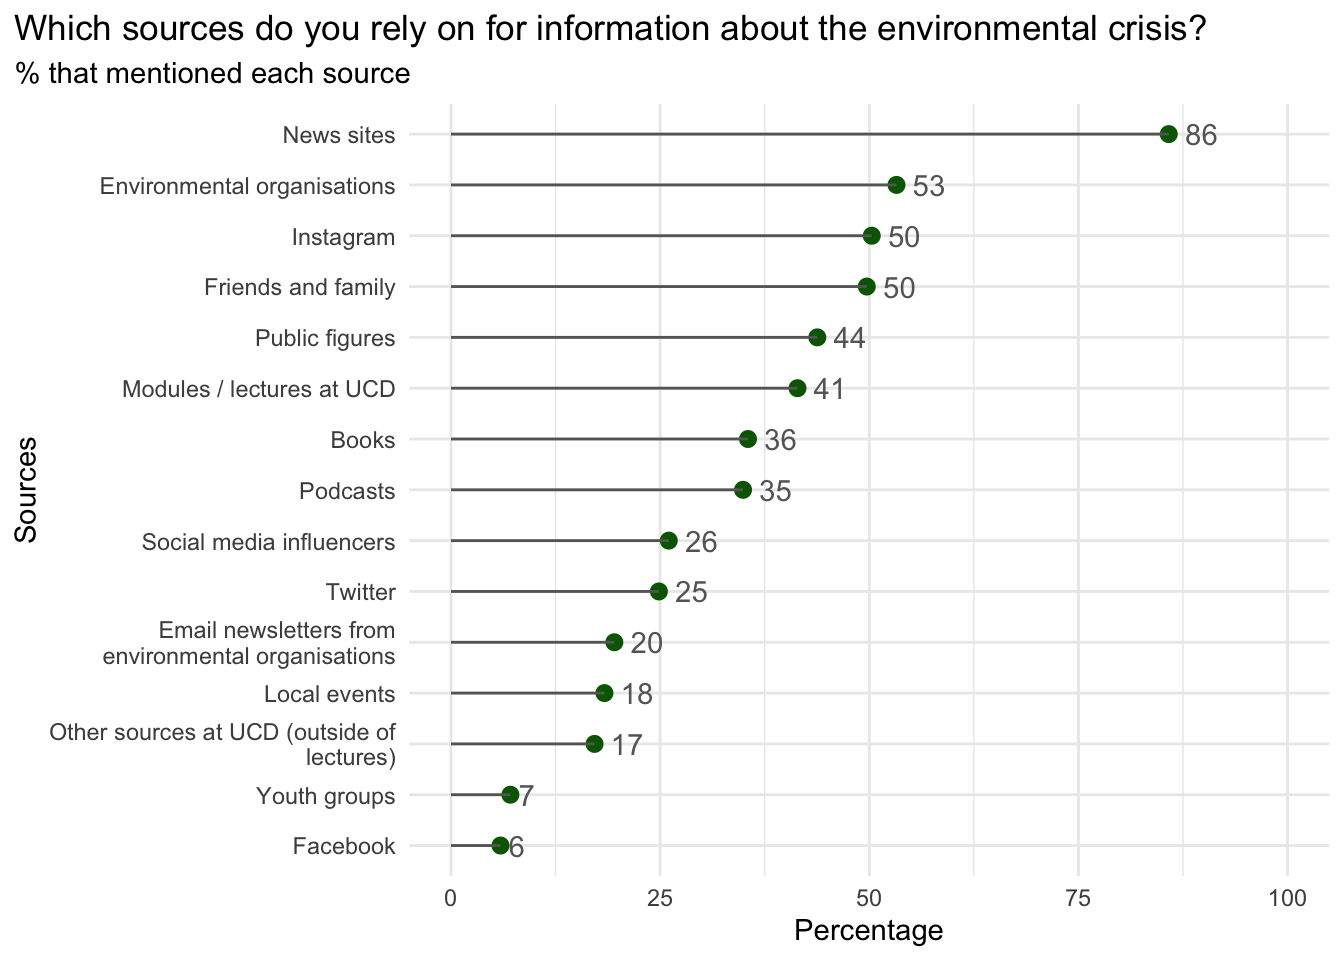 Which sources do you rely on for information about the environmental crisis?
% that mentioned each source
News sites 86
Environmental organisations 53
Instagram 50
Friends and family 50
Public figures 44
Modules / lectures at UCD 41
Books 36
Podcasts 35
Social media influencers 26
Twitter 25
Email newsletters from
environmental organisations 20
Local events 18
Other sources at UCD (outside of
lectures) 17
Youth groups 7
Facebook 6
Sources
0 25 50 75 100
Percentage